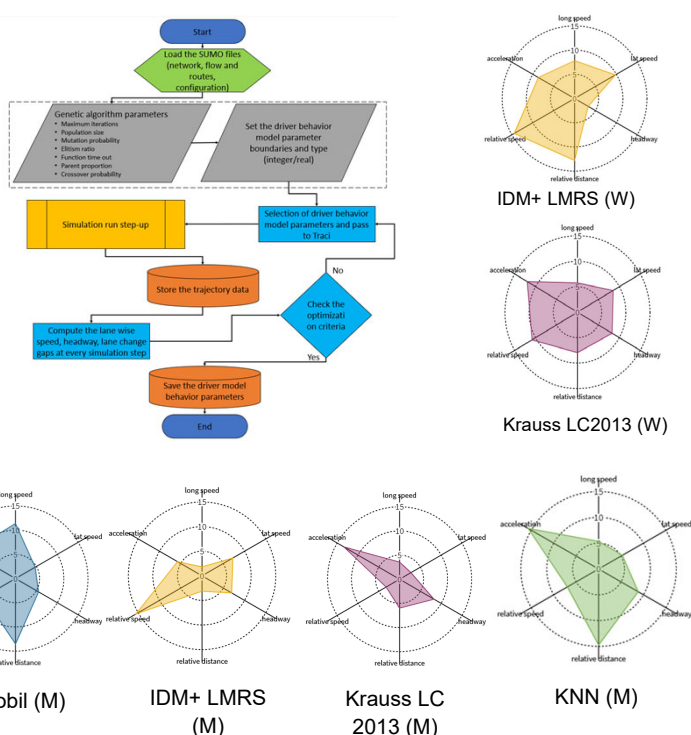 Start
Load the SUMO files
(network, flow and
routes,
configuration)
Genetic algorithm parameters
• Maximum iterations
• Population size
• Mutation probability
• Elitism ratio
• Function time out
• Parent proportion
• Crossover probability
Set the driver behavior
model parameter
boundaries and type
(integer/real)
Simulation run step-up
Selection of driver behavior
model parameters and pass
to Traci
Store the trajectory data
No
Check the
optimizati
on criteria
Compute the lane wise
speed, headway, lane change
gaps at every simulation step
Yes
Save the driver model
behavior parameters
End
long speed
15
10
acceleration
lat speed
5
0
relative speed
headway
relative distance
IDM+ LMRS (W)
long speed
15
10
acceleration
lat speed
5
0
relative speed
headway
relative distance
Krauss LC2013 (W)
long speed
15
10
lat speed
5
0
headway
relative distance
obil (M)
long speed
15
10
acceleration
lat speed
5
0
relative speed
headway
relative distance
IDM+ LMRS
(M)
long speed
15
10
acceleration
lat speed
5
0
relative speed
headway
relative distance
Krauss LC
2013 (M)
long speed
15
10
acceleration
lat speed
5
0
relative speed
headway
relative distance
KNN (M)